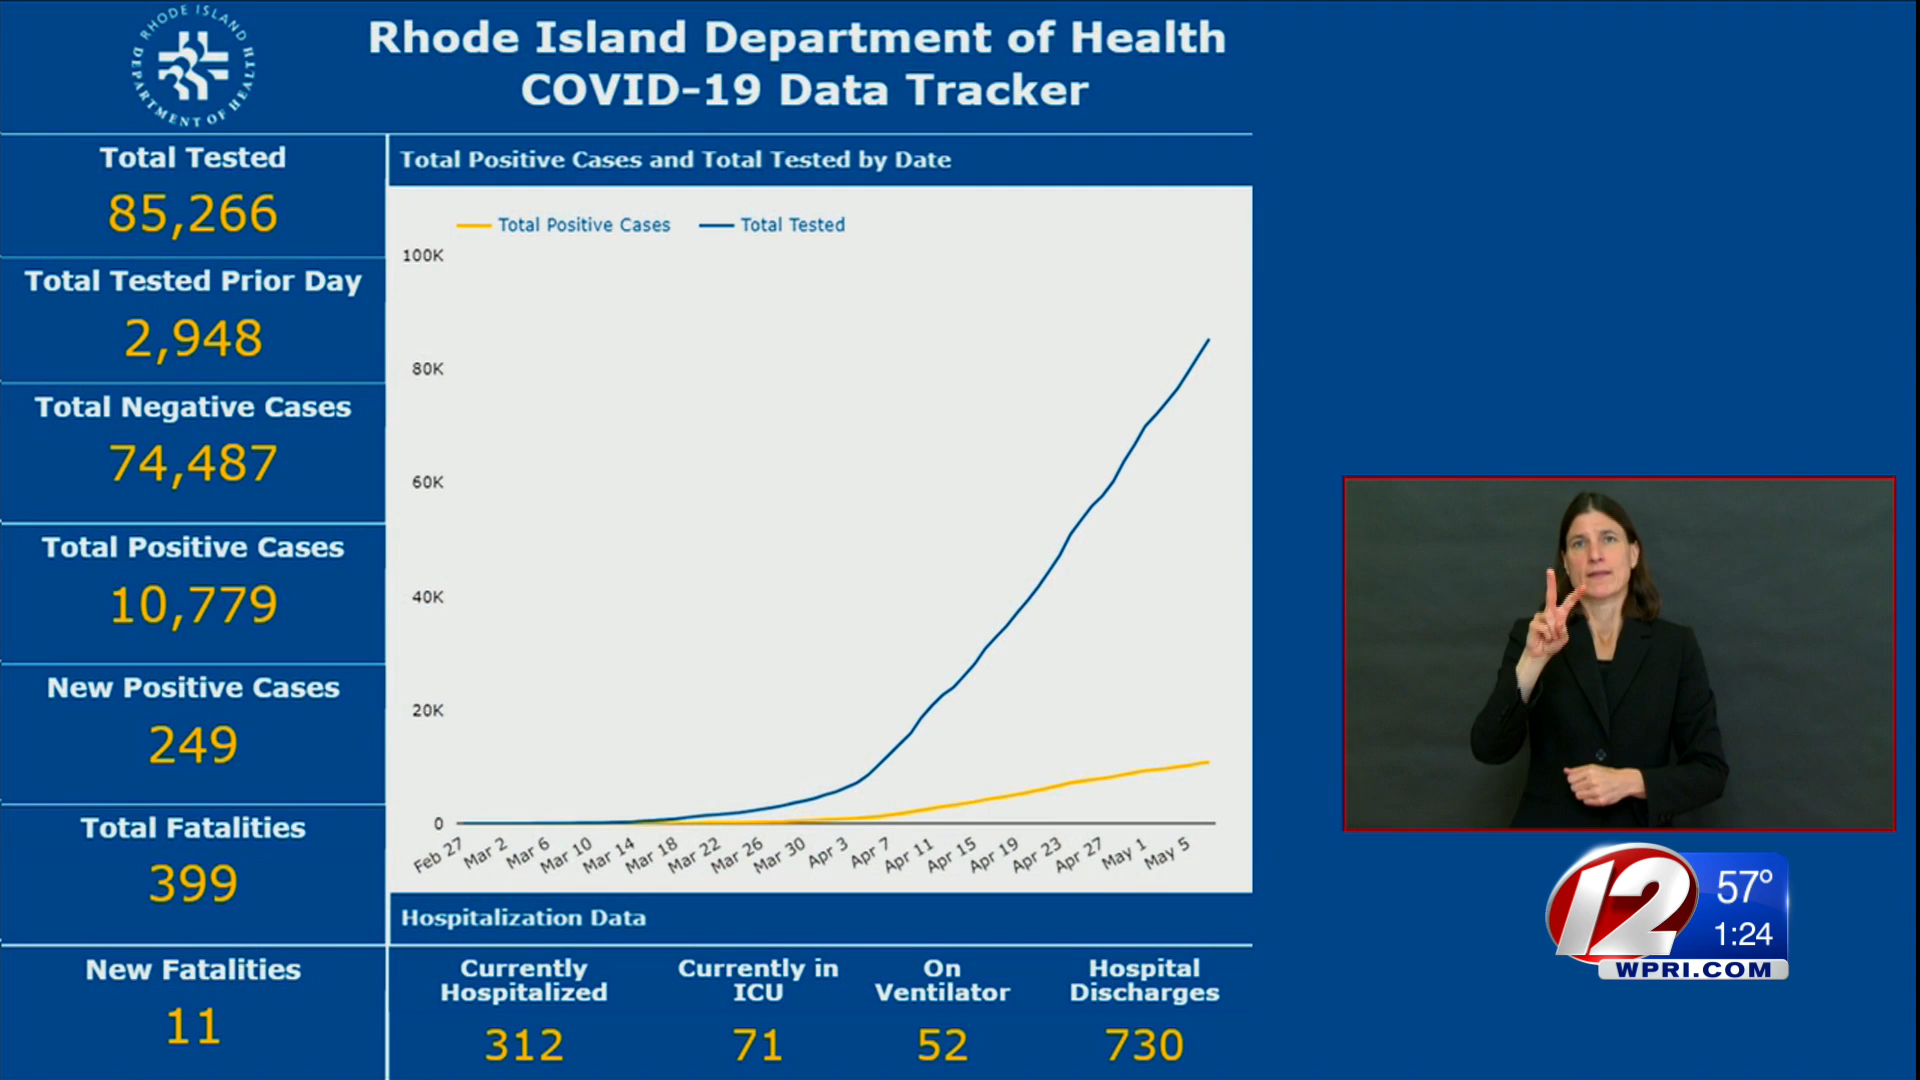 RHODE ISLAND
DEPARTMENT OF HEALTH
Rhode Island Department of Health
COVID-19 Data Tracker
Total Tested
85,266
Total Tested Prior Day
2,948
Total Negative Cases
74,487
Total Positive Cases
10,779
New Positive Cases
249
Total Fatalities
399
New Fatalities
11
Total Positive Cases and Total Tested by Date
Total Positive Cases
Total Tested
100K
80K
60K
40K
20K
0
Feb 27
Mar 2
Mar 6
Mar 10
Mar 14
Mar 18
Mar 22
Mar 26
Mar 30
Apr 3
Apr 7
Apr 11
Apr 15
Apr 19
Apr 23
Apr 27
May 1
May 5
Hospitalization Data
Currently
Hospitalized
312
Currently in
ICU
71
On
Ventilator
52
Hospital
Discharges
730
12
57°
1:24
WPRI.COM